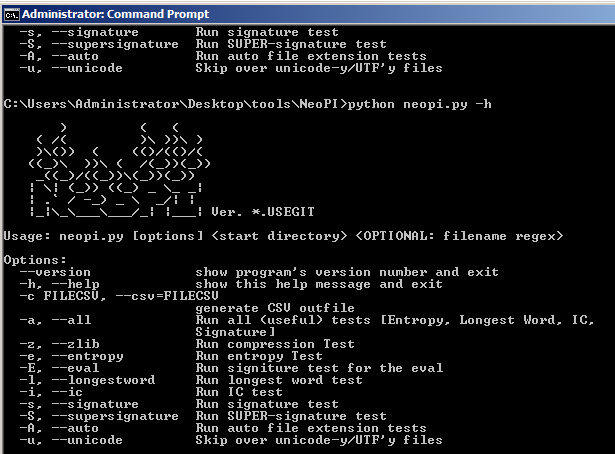 Administrator: Command Prompt
-s, --signature Run signature test
-S, --supersignature Run SUPER-signature test
-A, --auto Run auto file extension tests
-u, --unicode Skip over unicode-y/UTF'y files
C:\Users\Administrator\Desktop\tools\NeoPI>python neopi.py -h
Ver. *.USEGIT
Usage: neopi.py [options] <start directory> <OPTIONAL: filename regex>
Options:
--version show program's version number and exit
-h, --help show this help message and exit
-c FILECSV, --csv=FILECSV
generate CSV outfile
-a, --all Run all (useful) tests [Entropy, Longest Word, IC,
Signature]
-z, --zlib Run compression Test
-e, --entropy Run entropy Test
-E, --eval Run signiture test for the eval
-l, --longestword Run longest word test
-i, --ic Run IC test
-s, --signature Run signature test
-S, --supersignature Run SUPER-signature test
-A, --auto Run auto file extension tests
-u, --unicode Skip over unicode-y/UTF'y files